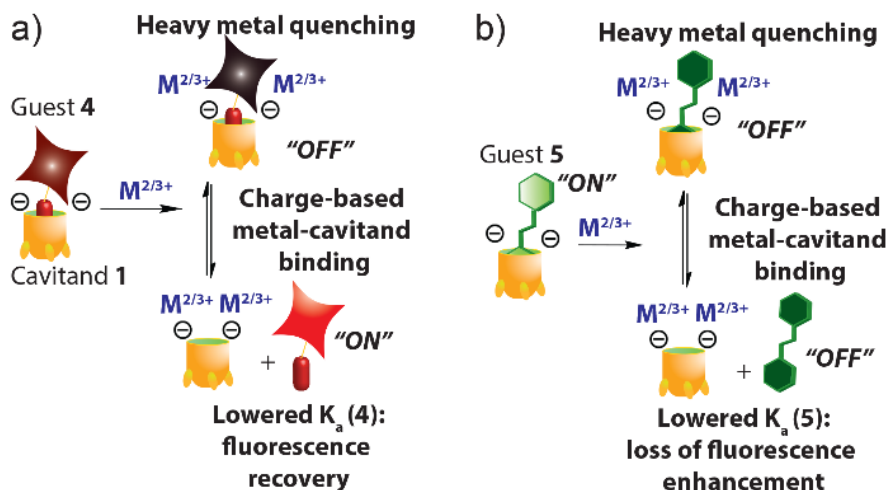 a)
Heavy metal quenching
M2/3+ M2/3+
⊖ ⊖
Guest 4
"OFF"
⊖ ⊖
M2/3+
Cavitand 1
Charge-based
metal-cavitand
binding
M2/3+ M2/3+
⊖ ⊖
"ON"
+
Lowered Ka (4):
fluorescence
recovery
b)
Heavy metal quenching
M2/3+ M2/3+
⊖ ⊖
"OFF"
Guest 5
"ON"
⊖ ⊖
M2/3+
Charge-based
metal-cavitand
binding
M2/3+ M2/3+
⊖ ⊖
"OFF"
+
Lowered Ka (5):
loss of fluorescence
enhancement